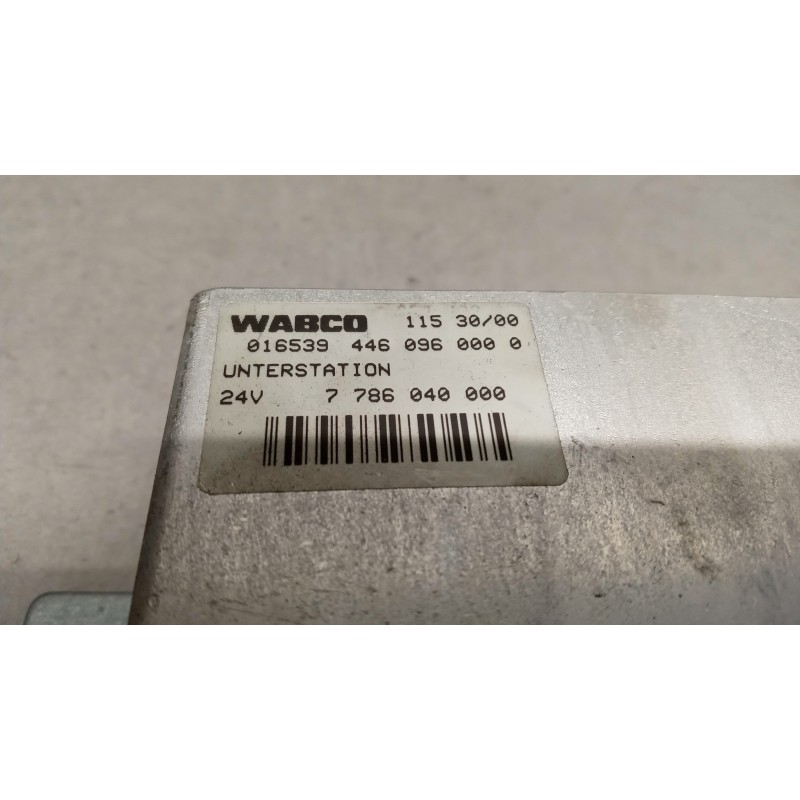 WABCO 115 30/00
016539 446 096 000 0
UNTERSTATION
24V 7 786 040 000